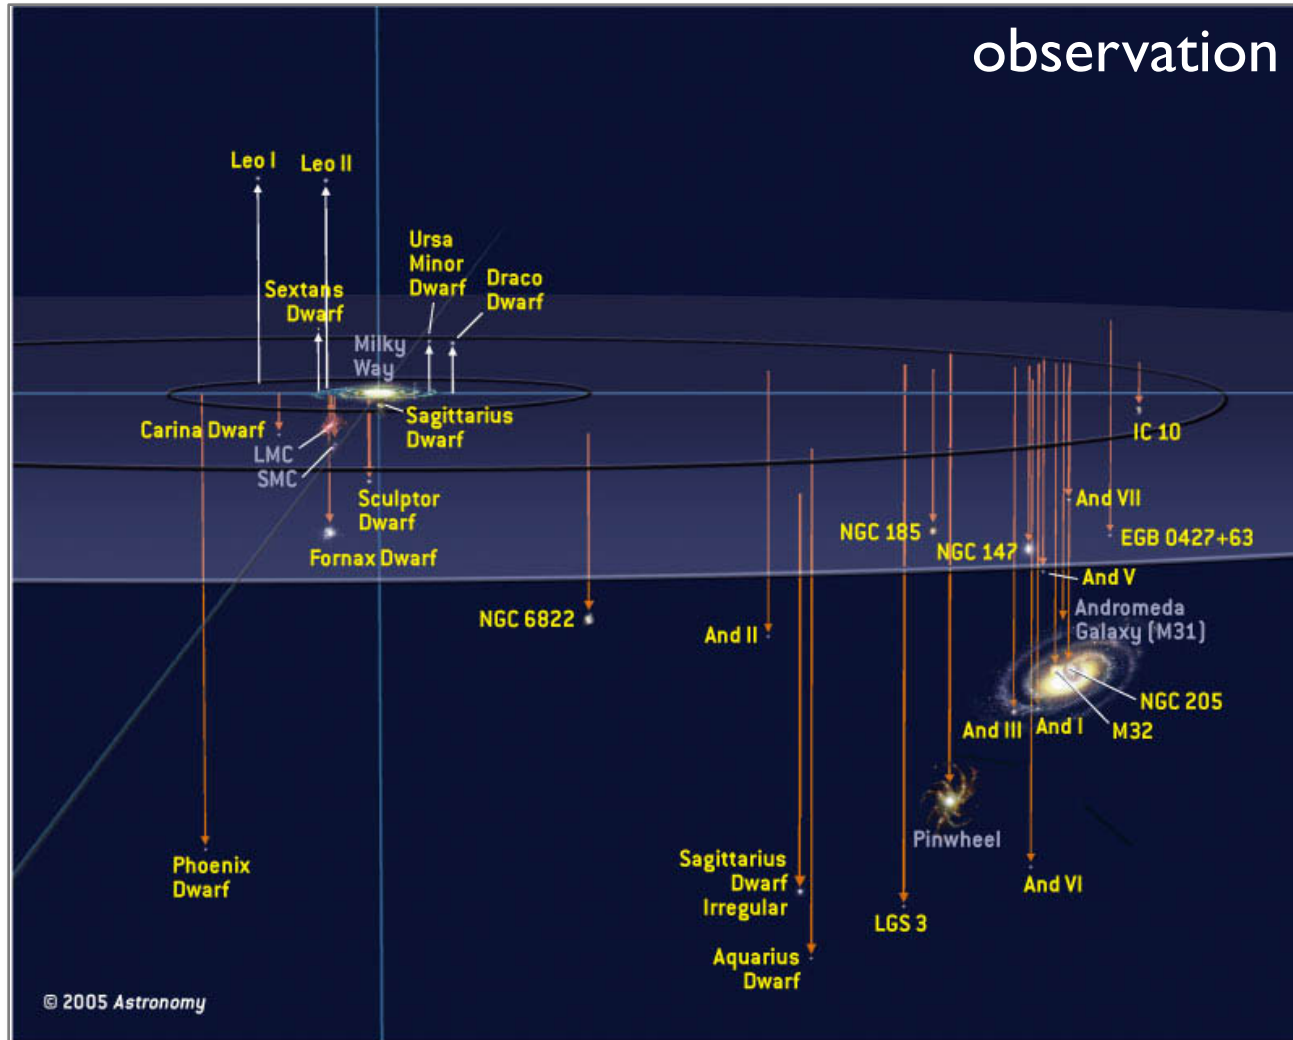 observation
Leo I
Leo II
Ursa
Minor
Dwarf
Draco
Dwarf
Sextans
Dwarf
Milky
Way
Sagittarius
Dwarf
Carina Dwarf
LMC
SMC
Sculptor
Dwarf
Fornax Dwarf
IC 10
And VII
NGC 185
NGC 147
EGB 0427+63
And V
Andromeda
Galaxy (M31)
NGC 6822
And II
NGC 205
And III
And I
M32
Pinwheel
Phoenix
Dwarf
Sagittarius
Dwarf
Irregular
And VI
LGS 3
Aquarius
Dwarf
© 2005 Astronomy